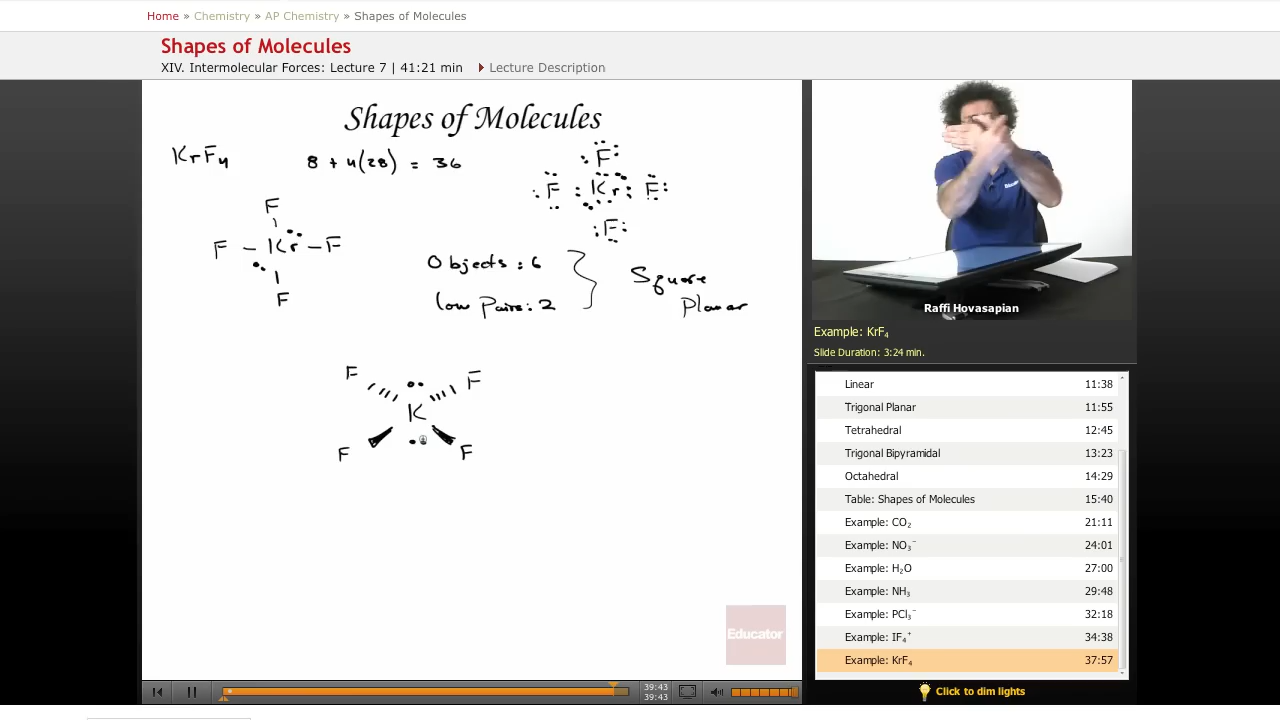 Home » Chemistry » AP Chemistry » Shapes of Molecules
Shapes of Molecules
XIV. Intermolecular Forces: Lecture 7 | 41:21 min Lecture Description
Shapes of Molecules
KrF4 8 + 4(28) = 36
F
F Kr F
F
F
F - Kr - F
F
Objects: 6
Lone Pairs: 2
Square
Planar
F F
K
F F
Educator
Raffi Hovasapian
Example: KrF₄
Slide Duration: 3:24 min.
Linear 11:38
Trigonal Planar 11:55
Tetrahedral 12:45
Trigonal Bipyramidal 13:23
Octahedral 14:29
Table: Shapes of Molecules 15:40
Example: CO₂ 21:11
Example: NO₃⁻ 24:01
Example: H₂O 27:00
Example: NH₃ 29:48
Example: PCl₃⁻ 32:18
Example: IF₄⁺ 34:38
Example: KrF₄ 37:57
39:43
39:43
Click to dim lights